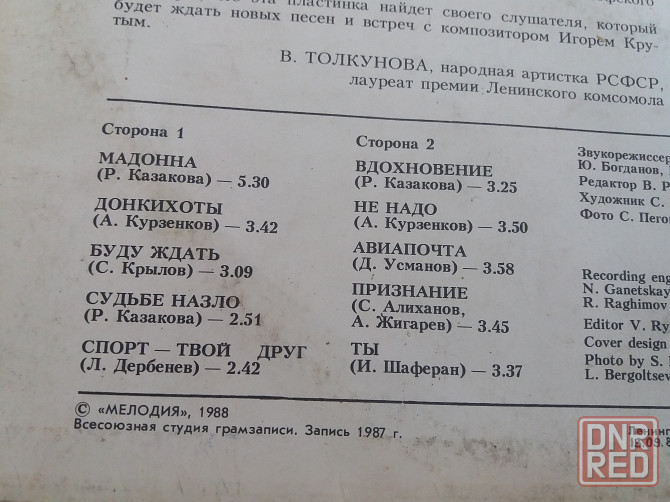 эта пластинка найдет своего слушателя, который
будет ждать новых песен и встреч с композитором Игорем Кру-
тым.
В. ТОЛКУНОВА, народная артистка РСФСР,
лауреат премии Ленинского комсомола
Сторона 1
МАДОННА
(Р. Казакова) — 5.30
ДОНКИХОТЫ
(А. Курзенков) — 3.42
БУДУ ЖДАТЬ
(С. Крылов) — 3.09
СУДЬБЕ НАЗЛО
(Р. Казакова) — 2.51
СПОРТ — ТВОЙ ДРУГ
(Л. Дербенев) — 2.42
Сторона 2
ВДОХНОВЕНИЕ
(Р. Казакова) — 3.25
НЕ НАДО
(А. Курзенков) — 3.50
АВИАПОЧТА
(Д. Усманов) — 3.58
ПРИЗНАНИЕ
(С. Алиханов,
А. Жигарев) — 3.45
ТЫ
(И. Шаферан) — 3.37
Звукорежиссер
Ю. Богданов,
Редактор В. Р
Художник С.
Фото С. Пего
Recording eng
N. Ganetskay
R. Raghimov
Editor V. Ry
Cover design
Photo by S.
L. Bergoltsev
© «МЕЛОДИЯ», 1988
Всесоюзная студия грамзаписи. Запись 1987 г.
Ленинг
DN
RED